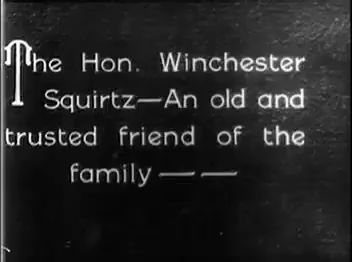 The Hon. Winchester
Squirtz—An old and
trusted friend of the
family — —